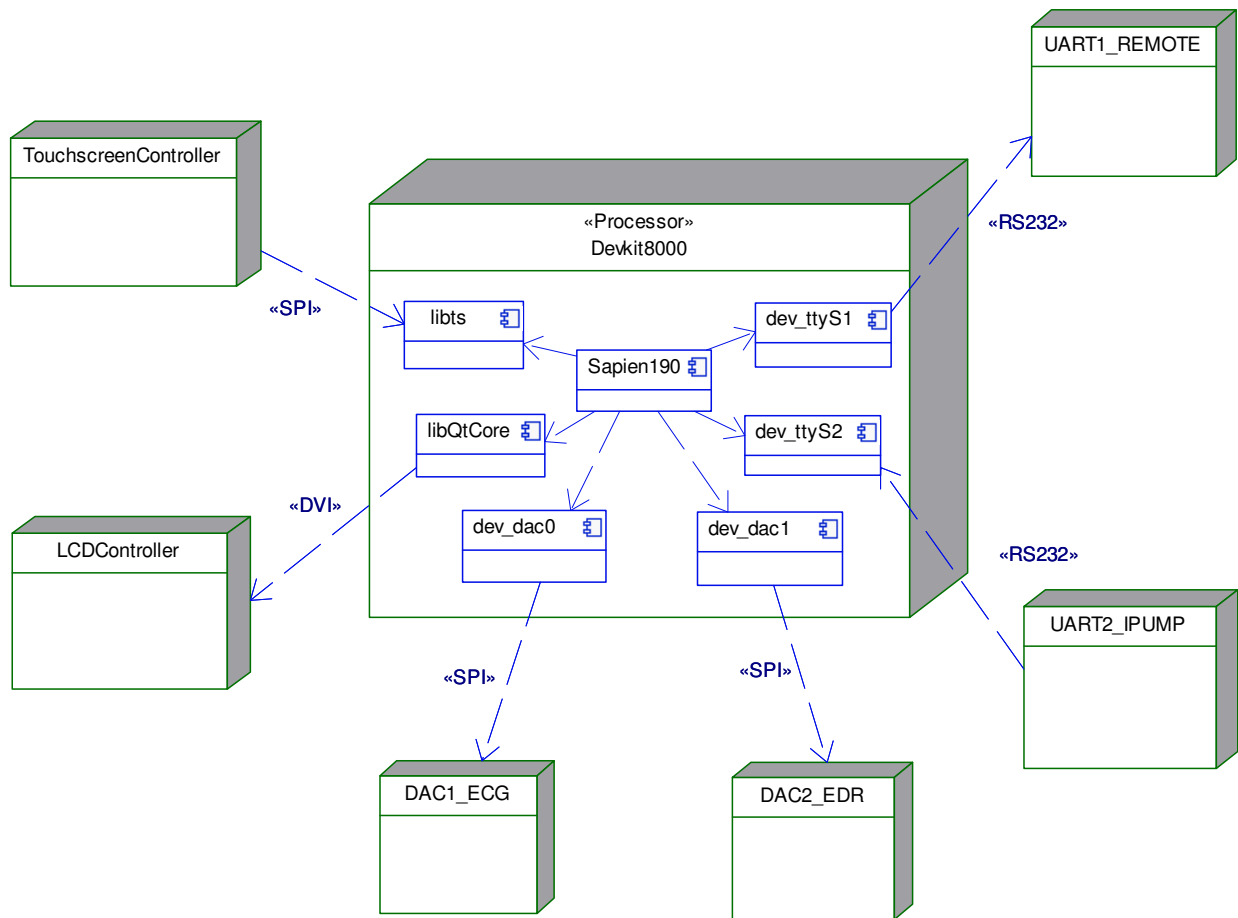 UART1_REMOTE
TouchscreenController
«Processor»
Devkit8000
«RS232»
«SPI»
libts
dev_ttyS1
Sapien190
libQtCore
dev_ttyS2
«DVI»
dev_dac0
dev_dac1
LCDController
«RS232»
UART2_IPUMP
«SPI»
«SPI»
DAC1_ECG
DAC2_EDR